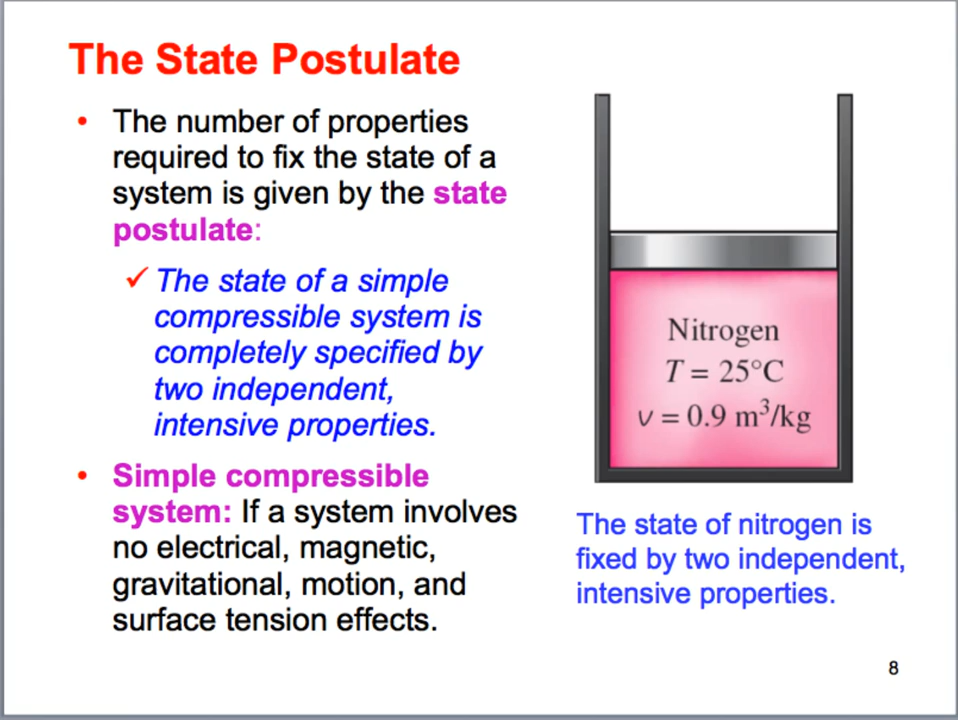 The State Postulate
• The number of properties
required to fix the state of a
system is given by the state
postulate:
✓ The state of a simple
compressible system is
completely specified by
two independent,
intensive properties.
• Simple compressible
system: If a system involves
no electrical, magnetic,
gravitational, motion, and
surface tension effects.
Nitrogen
T = 25°C
v = 0.9 m³/kg
The state of nitrogen is
fixed by two independent,
intensive properties.
8